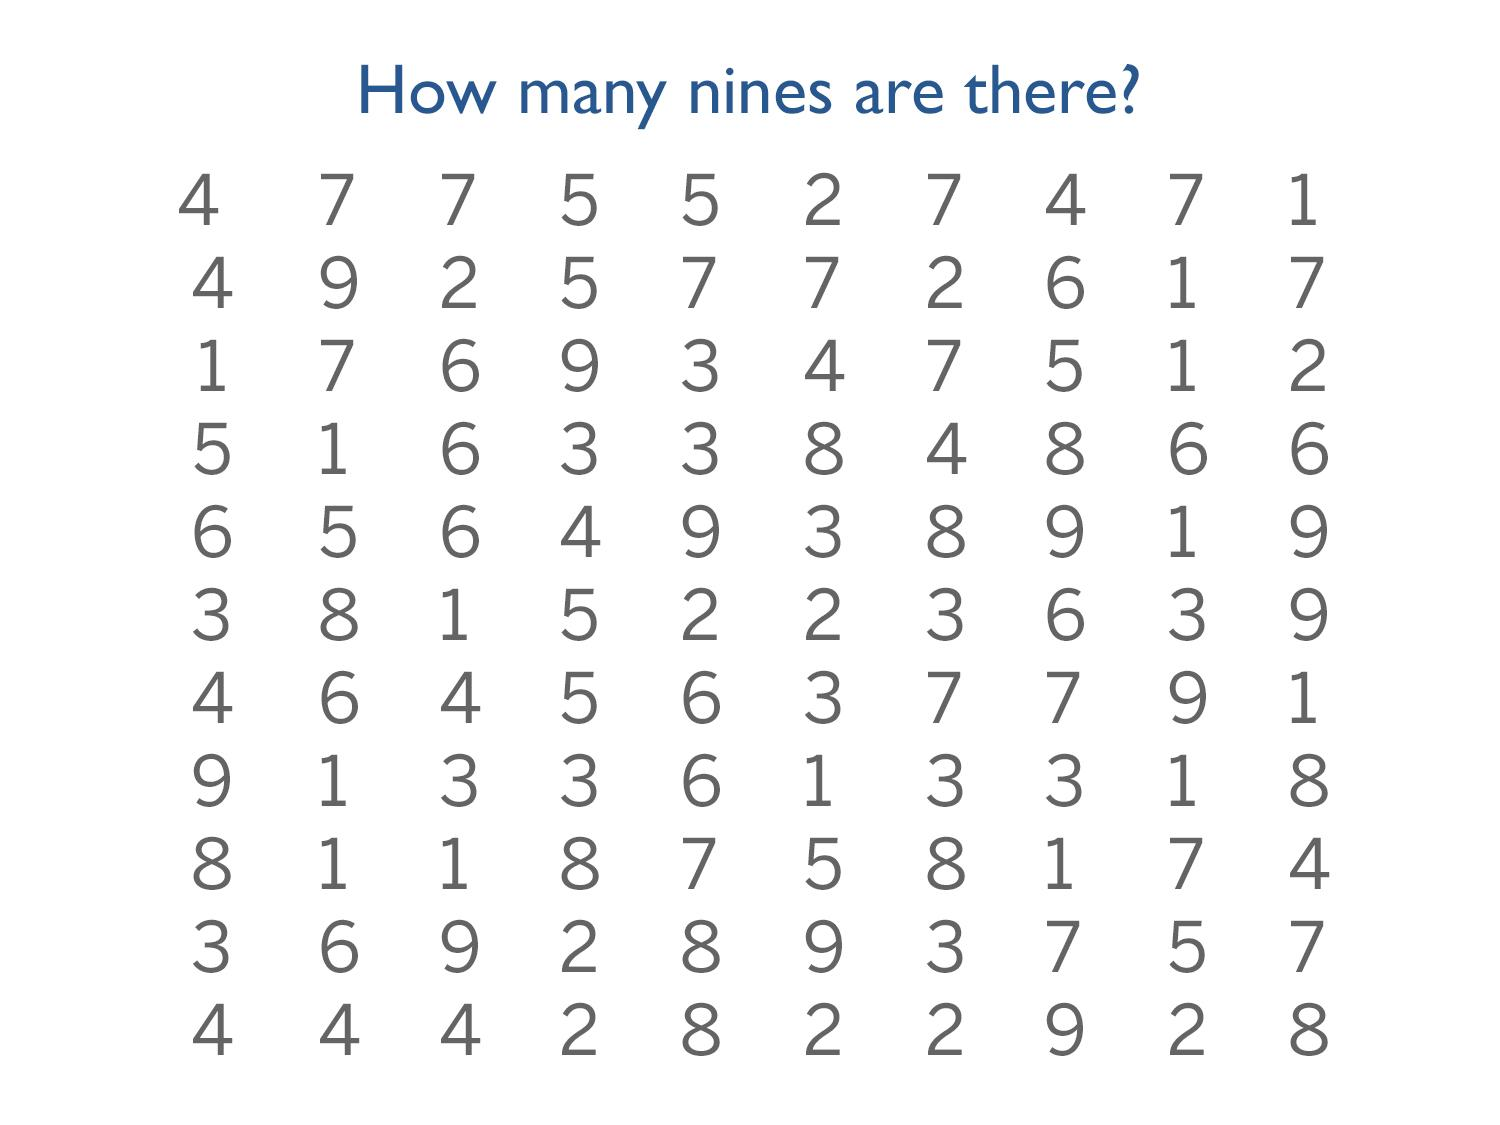 How many nines are there?
4 7 7 5 5 2 7 4 7 1
4 9 2 5 7 7 2 6 1 7
1 7 6 9 3 4 7 5 1 2
5 1 6 3 3 8 4 8 6 6
6 5 6 4 9 3 8 9 1 9
3 8 1 5 2 2 3 6 3 9
4 6 4 5 6 3 7 7 9 1
9 1 3 3 6 1 3 3 1 8
8 1 1 8 7 5 8 1 7 4
3 6 9 2 8 9 3 7 5 7
4 4 4 2 8 2 2 9 2 8